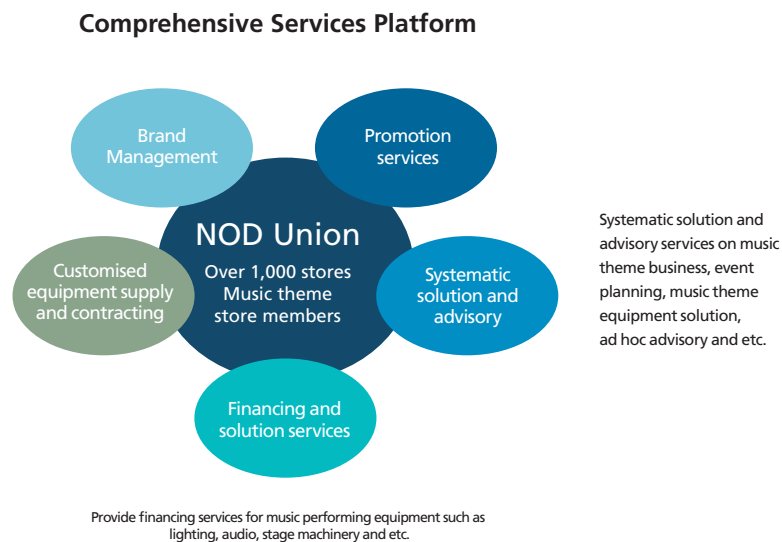 Comprehensive Services Platform
Brand
Management
Promotion
services
NOD Union
Over 1,000 stores
Music theme
store members
Customised
equipment supply
and contracting
Systematic
solution and
advisory
Systematic solution and
advisory services on music
theme business, event
planning, music theme
equipment solution,
ad hoc advisory and etc.
Financing and
solution services
Provide financing services for music performing equipment such as
lighting, audio, stage machinery and etc.